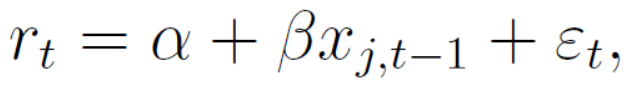 r_t = α + βx_{j,t−1} + ε_t,